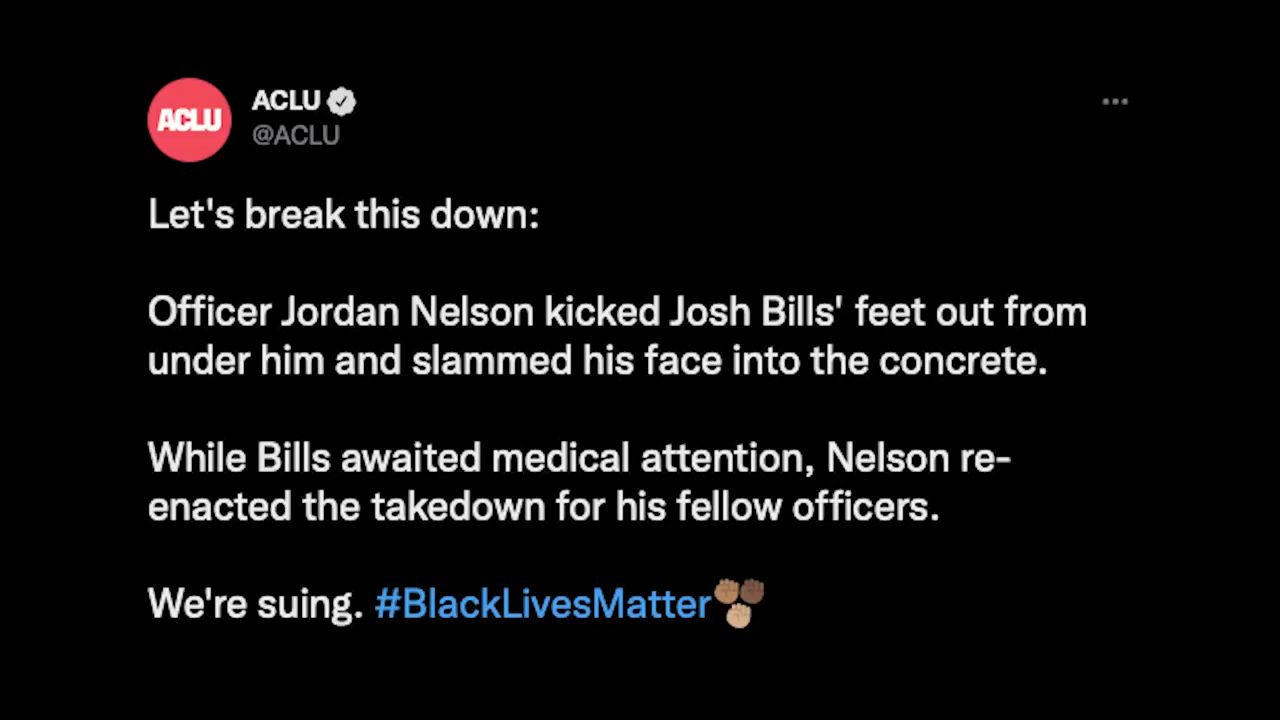 ACLU
ACLU
@ACLU
Let's break this down:
Officer Jordan Nelson kicked Josh Bills' feet out from
under him and slammed his face into the concrete.
While Bills awaited medical attention, Nelson re-
enacted the takedown for his fellow officers.
We're suing. #BlackLivesMatter